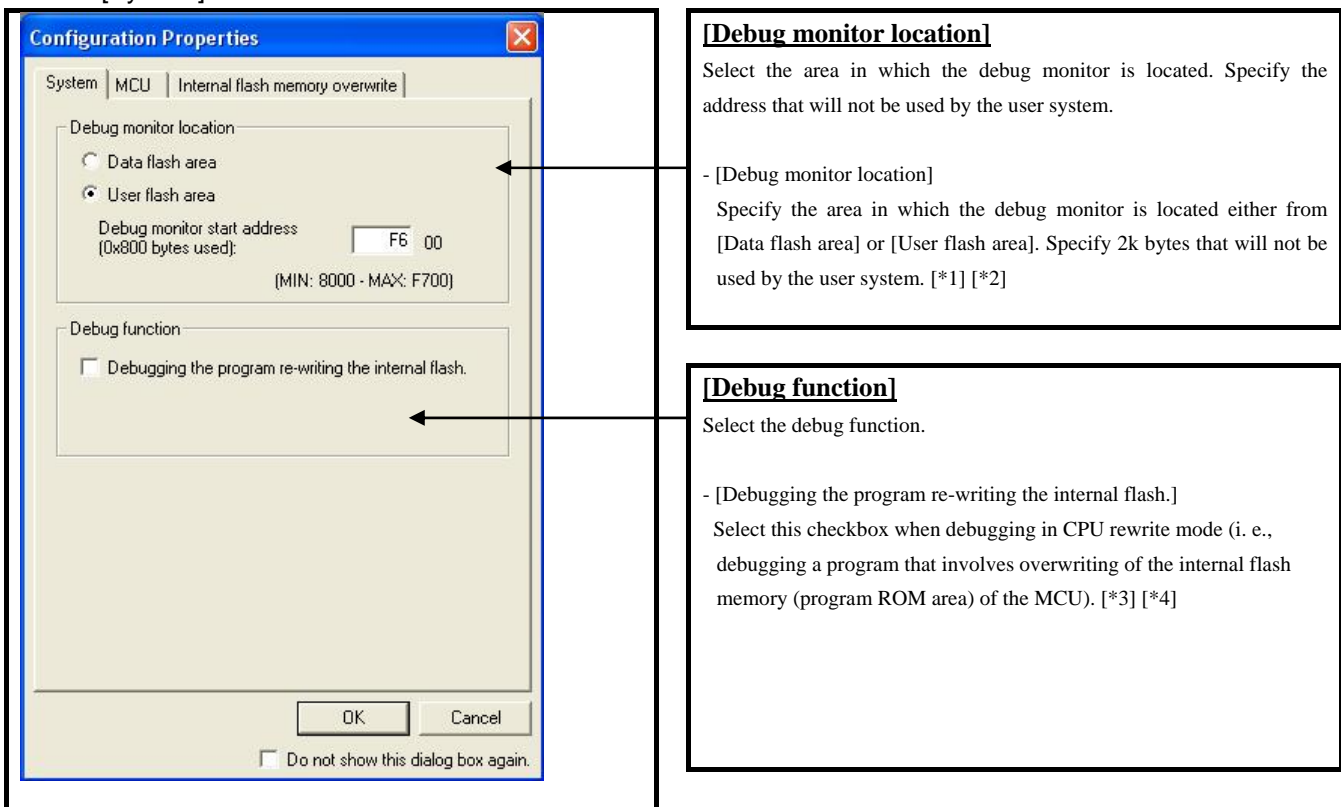 Configuration Properties
System MCU Internal flash memory overwrite
Debug monitor location
Data flash area
User flash area
Debug monitor start address
(0x800 bytes used):
F6 00
(MIN: 8000 - MAX: F700)
Debug function
Debugging the program re-writing the internal flash.
OK Cancel
Do not show this dialog box again.
[Debug monitor location]
Select the area in which the debug monitor is located. Specify the
address that will not be used by the user system.
- [Debug monitor location]
Specify the area in which the debug monitor is located either from
[Data flash area] or [User flash area]. Specify 2k bytes that will not be
used by the user system. [*1] [*2]
[Debug function]
Select the debug function.
- [Debugging the program re-writing the internal flash.]
Select this checkbox when debugging in CPU rewrite mode (i. e.,
debugging a program that involves overwriting of the internal flash
memory (program ROM area) of the MCU). [*3] [*4]